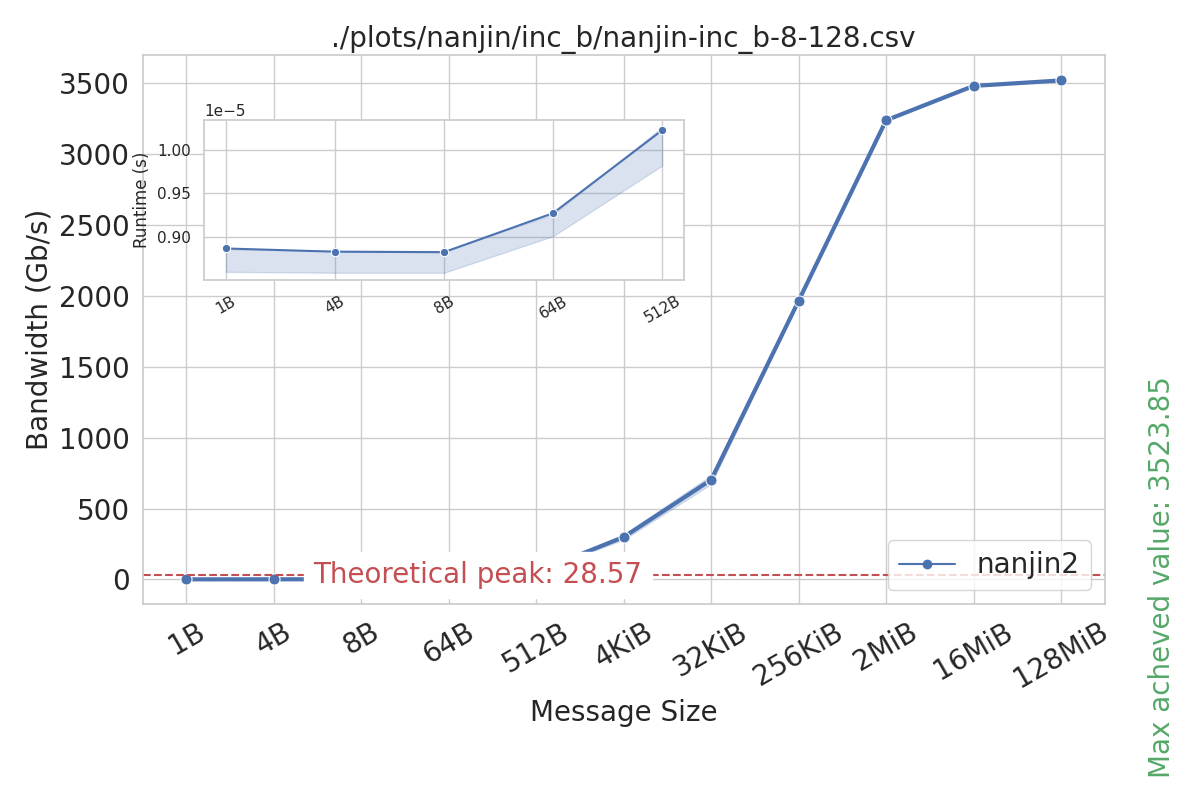 ./plots/nanjin/inc_b/nanjin-inc_b-8-128.csv
Bandwidth (Gb/s)
3500
3000
2500
2000
1500
1000
500
0
1e−5
Runtime (s)
1.00
0.95
0.90
1B
4B
8B
64B
512B
Theoretical peak: 28.57
nanjin2
1B
4B
8B
64B
512B
4KiB
32KiB
256KiB
2MiB
16MiB
128MiB
Message Size
Max acheved value: 3523.85